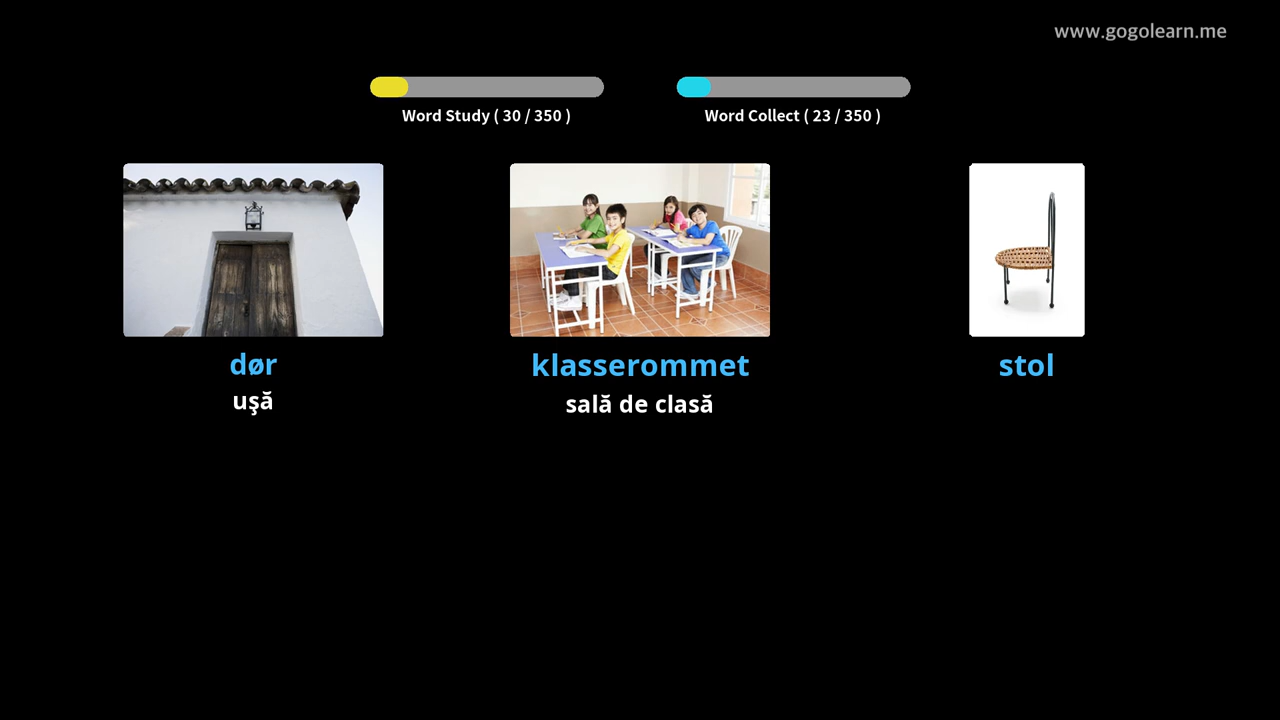 www.gogolearn.me
Word Study ( 30 / 350 )
Word Collect ( 23 / 350 )
dør
klasserommet
stol
uşă
sală de clasă